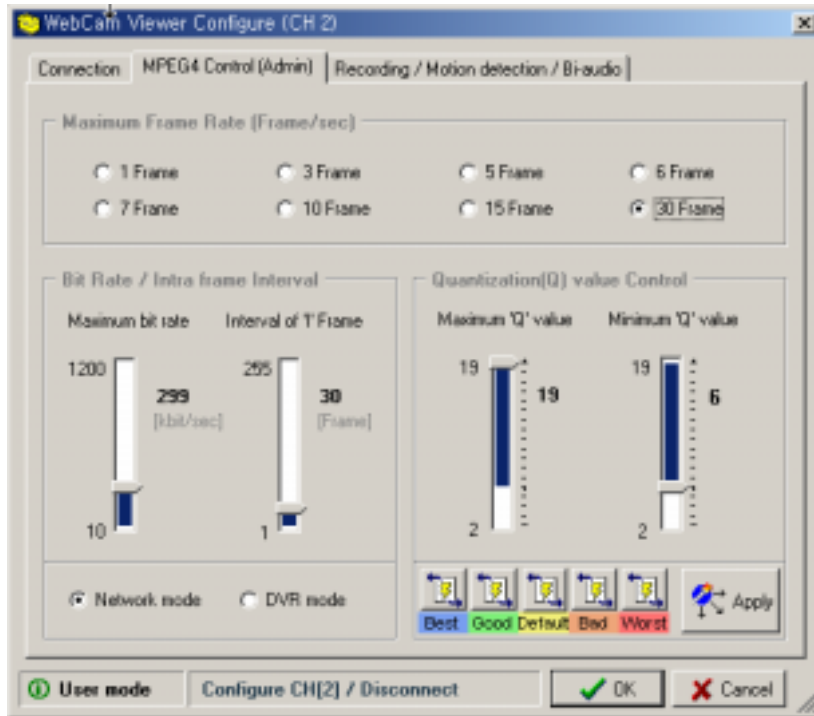 WebCam Viewer Configure (CH 2)
Connection MPEG4 Control (Admin) Recording / Motion detection / Bi-audio
Maximum Frame Rate (Frame/sec)
1 Frame 3 Frame 5 Frame 6 Frame
7 Frame 10 Frame 15 Frame 30 Frame
Bit Rate / Intra frame Interval
Quantization(Q) value Control
Maximum bit rate Interval of 'I' Frame
Maximum 'Q' value Minimum 'Q' value
1200 299 [kbit/sec] 10
255 30 [Frame] 1
19 19 2
19 6 2
Network mode DVR mode
Best Good Default Bad Worst
Apply
User mode Configure CH[2] / Disconnect OK Cancel